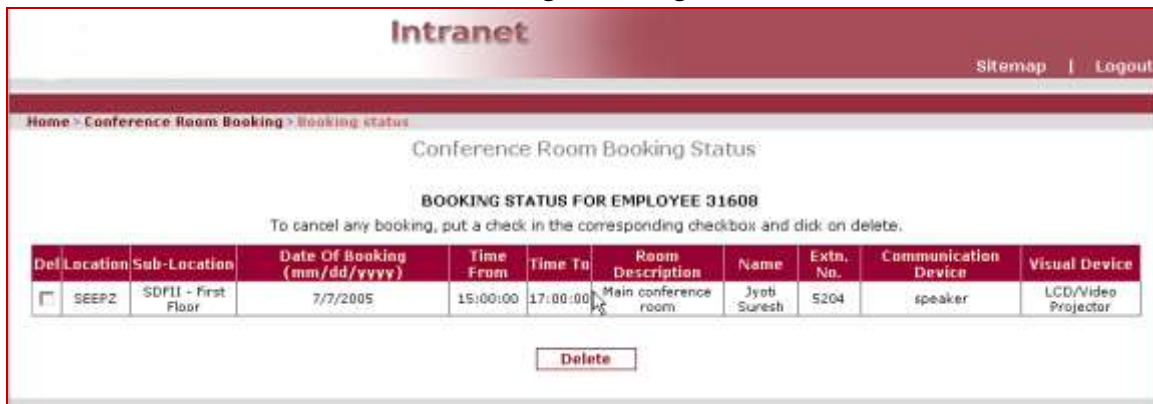 Intranet
Sitemap | Logout
Home > Conference Room Booking > Booking status
Conference Room Booking Status
BOOKING STATUS FOR EMPLOYEE 31608
To cancel any booking, put a check in the corresponding checkbox and click on delete.
Del Location Sub-Location Date Of Booking (mm/dd/yyyy) Time From Time To Room Description Name Extn. No. Communication Device Visual Device
SEEPZ SDFII - First Floor 7/7/2005 15:00:00 17:00:00 Main conference room Jyoti Suresh 5204 speaker LCD/Video Projector
Delete